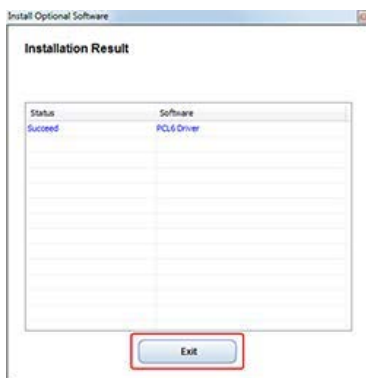 Install Optional Software
Installation Result
Status Software
Succeed PCL6 Driver
Exit